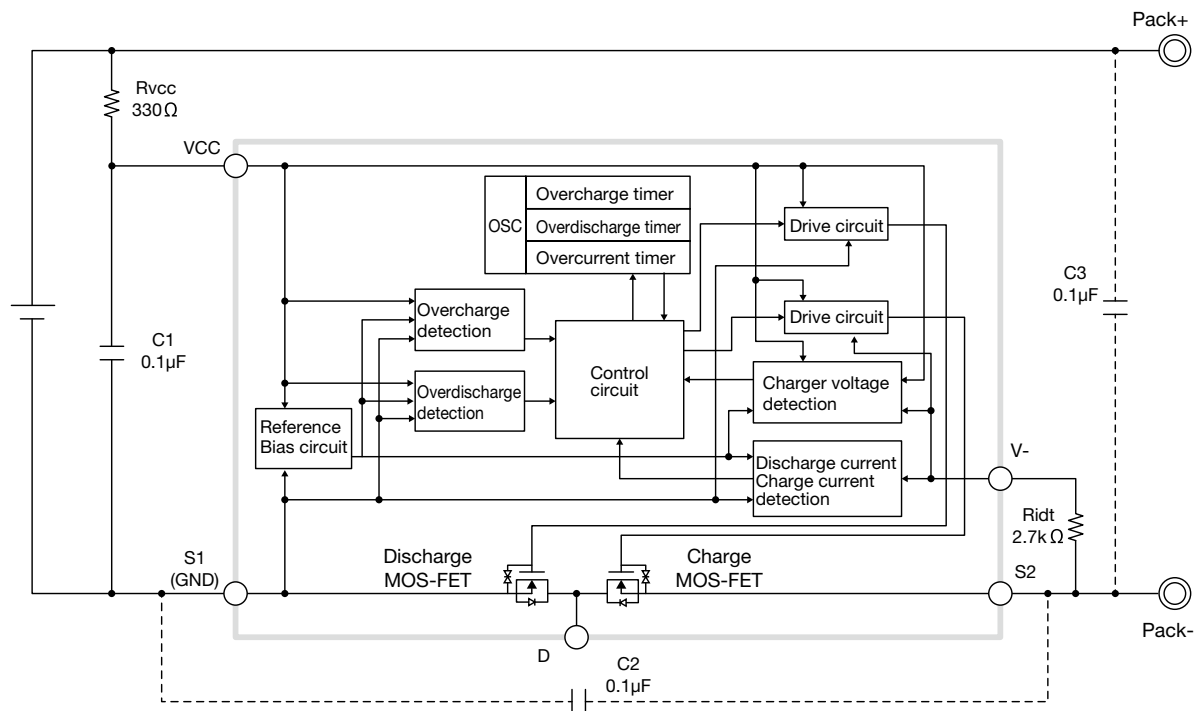 Pack+
Rvcc
330Ω
VCC
OSC
Overcharge timer
Overdischarge timer
Overcurrent timer
Drive circuit
C3
0.1µF
Overcharge
detection
Drive circuit
C1
0.1µF
Control
circuit
Charger voltage
detection
Overdischarge
detection
Reference
Bias circuit
V-
Discharge current
Charge current
detection
Ridt
2.7kΩ
S1
(GND)
Discharge
MOS-FET
Charge
MOS-FET
S2
Pack-
D
C2
0.1µF